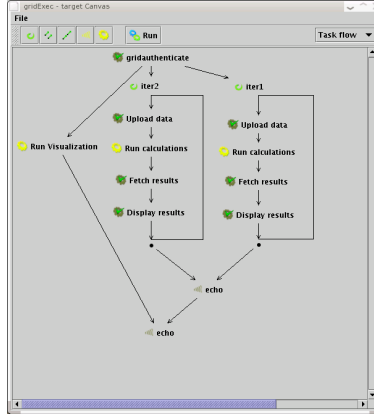 gridExec - target Canvas
File
Run
Task flow
gridauthenticate
iter2
iter1
Upload data
Upload data
Run Visualization
Run calculations
Run calculations
Fetch results
Fetch results
Display results
Display results
echo
echo